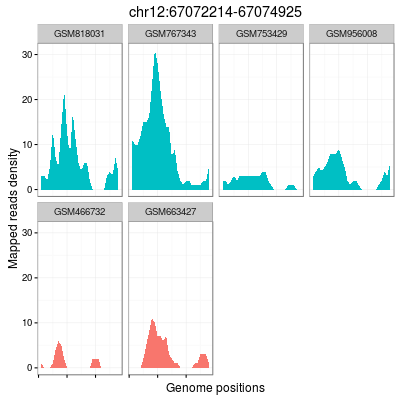 chr12:67072214-67074925
GSM818031 GSM767343 GSM753429 GSM956008
30
20
10
0
Mapped reads density
GSM466732 GSM663427
30
20
10
0
Genome positions